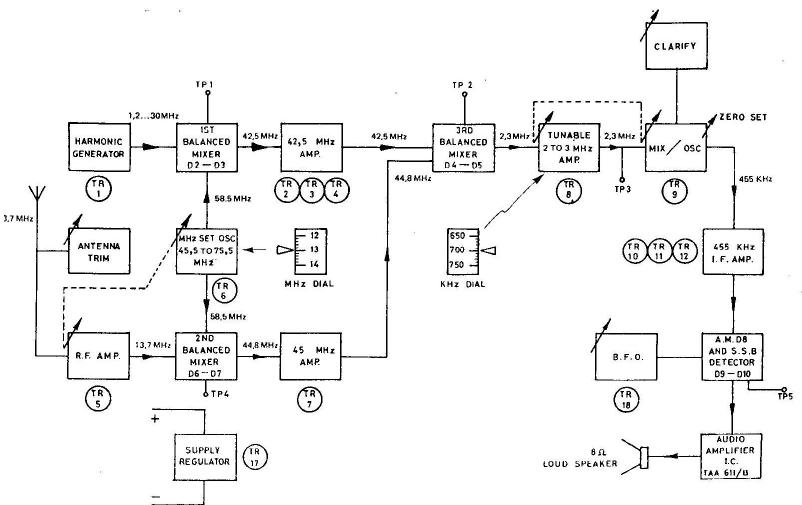 CLARIFY
TP1
TP 2
1,2...30MHz
ZERO SET
HARMONIC
GENERATOR
1ST
BALANCED
MIXER
D2—D3
42,5 MHz
42,5 MHz
AMP.
42,5 MHz
3RD
BALANCED
MIXER
D4—D5
2,3 MHz
TUNABLE
2 TO 3 MHz
AMP.
2,3 MHz
MIX / OSC
TR
1
TR
2
TR
3
TR
4
44,8 MHz
TR
8
TP3
TR
9
455 KHz
58,5 MHz
3,7 MHz
ANTENNA
TRIM
MHz SET OSC
45,5 TO 75,5
MHz
12
13
14
MHz DIAL
650
700
750
KHz DIAL
TR
10
TR
11
TR
12
455 KHz
I.F. AMP.
TR
6
58,5 MHz
R.F. AMP.
13,7 MHz
2ND
BALANCED
MIXER
D6—D7
44,8 MHz
45 MHz
AMP.
B.F.O.
A.M. D8
AND S.S.B
DETECTOR
D9—D10
TR
5
TP4
TR
7
TR
18
TP5
+
SUPPLY
REGULATOR
TR
17
8Ω
LOUD SPEAKER
AUDIO
AMPLIFIER
I.C.
TAA 611/B
—